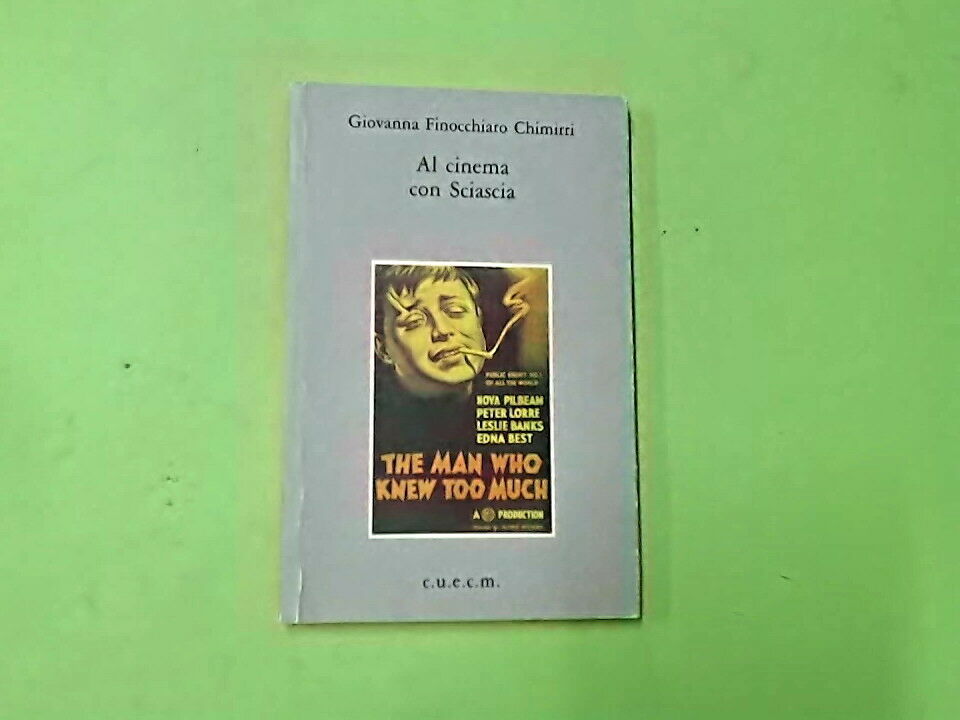 Giovanna Finocchiaro Chimirri
Al cinema
con Sciascia
PUBLIC ENEMY NO.1
OF ALL THE WORLD
NOVA PILBEAM
PETER LORRE
LESLIE BANKS
EDNA BEST
THE MAN WHO
KNEW TOO MUCH
A
PRODUCTION
c.u.e.c.m.